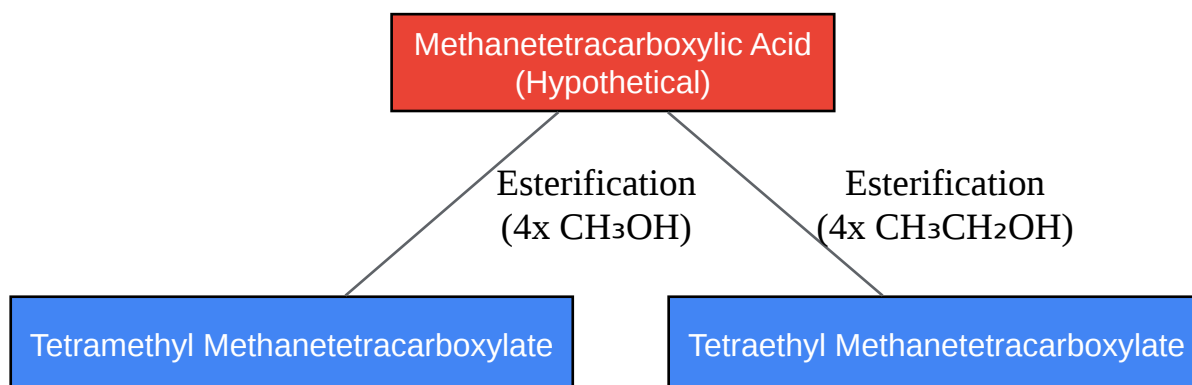 Methanetetracarboxylic Acid
(Hypothetical)
Esterification
(4x CH₃OH)
Esterification
(4x CH₃CH₂OH)
Tetramethyl Methanetetracarboxylate
Tetraethyl Methanetetracarboxylate